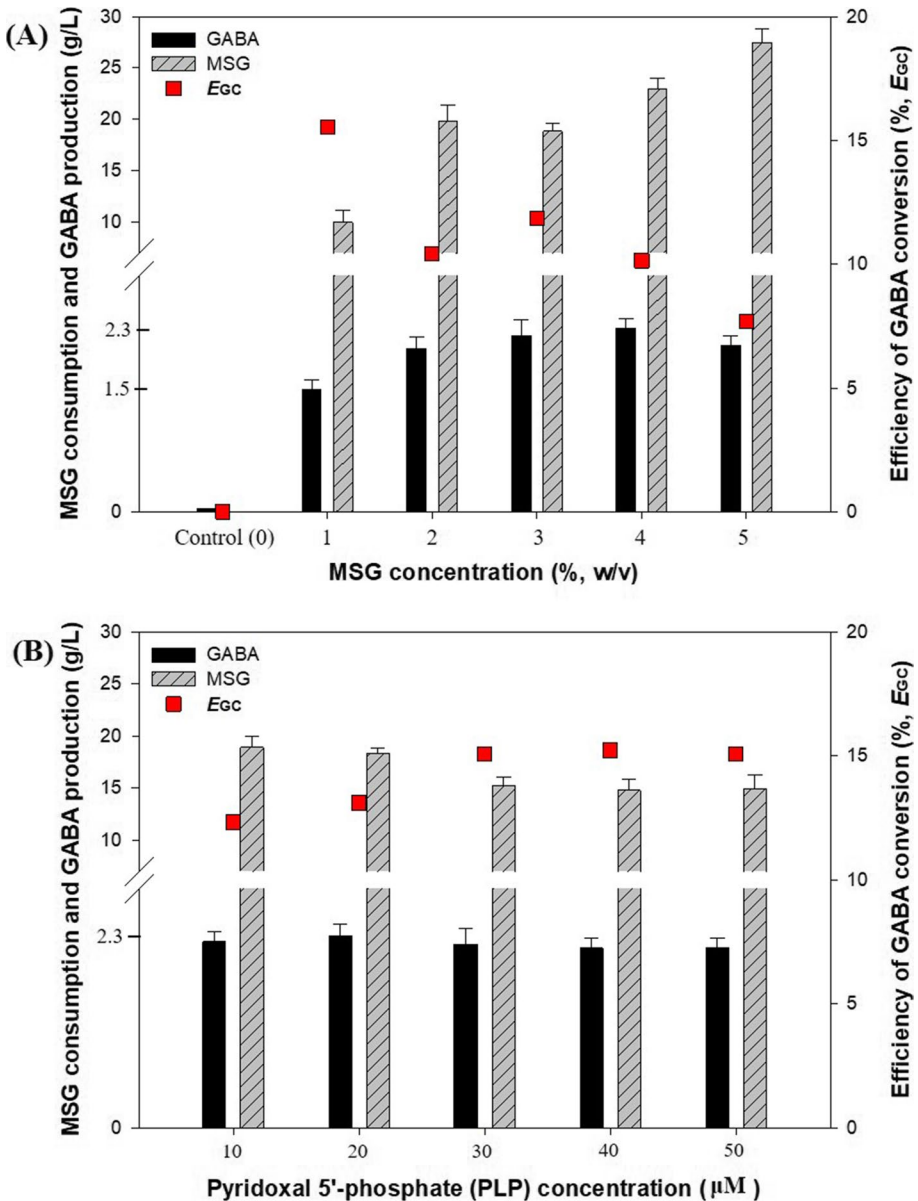 (A)
MSG consumption and GABA production (g/L)
30
25
20
15
10
2.3
1.5
0
GABA
MSG
EGC
20
15
10
5
0
Efficiency of GABA conversion (%, EGC)
Control (0) 1 2 3 4 5
MSG concentration (%, w/v)
(B)
MSG consumption and GABA production (g/L)
30
25
20
15
10
2.3
0
GABA
MSG
EGC
20
15
10
5
0
Efficiency of GABA conversion (%, EGC)
10 20 30 40 50
Pyridoxal 5'-phosphate (PLP) concentration (μM)